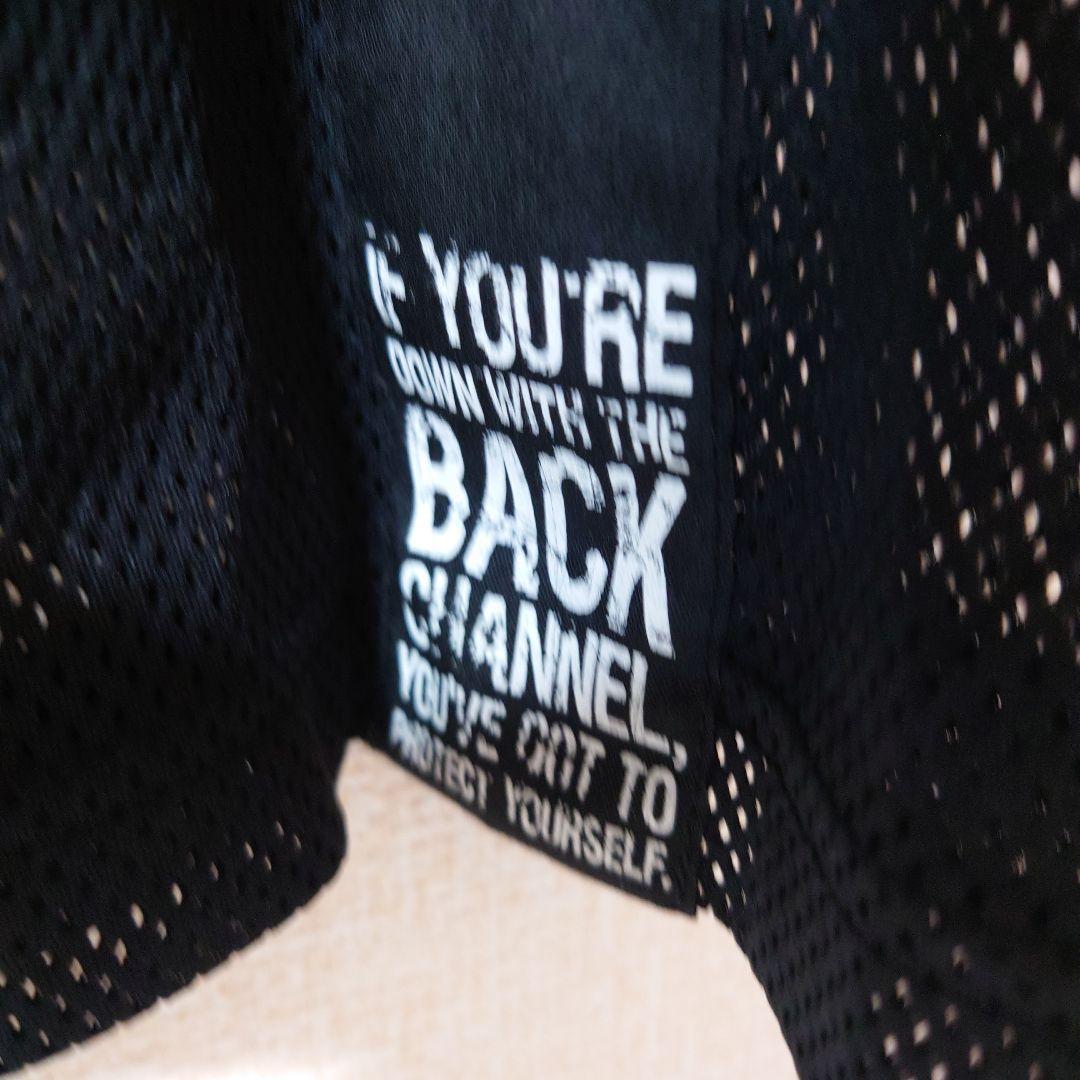 IF YOU'RE
DOWN WITH THE
BACK
CHANNEL,
YOU'VE GOT TO
PROTECT YOURSELF.